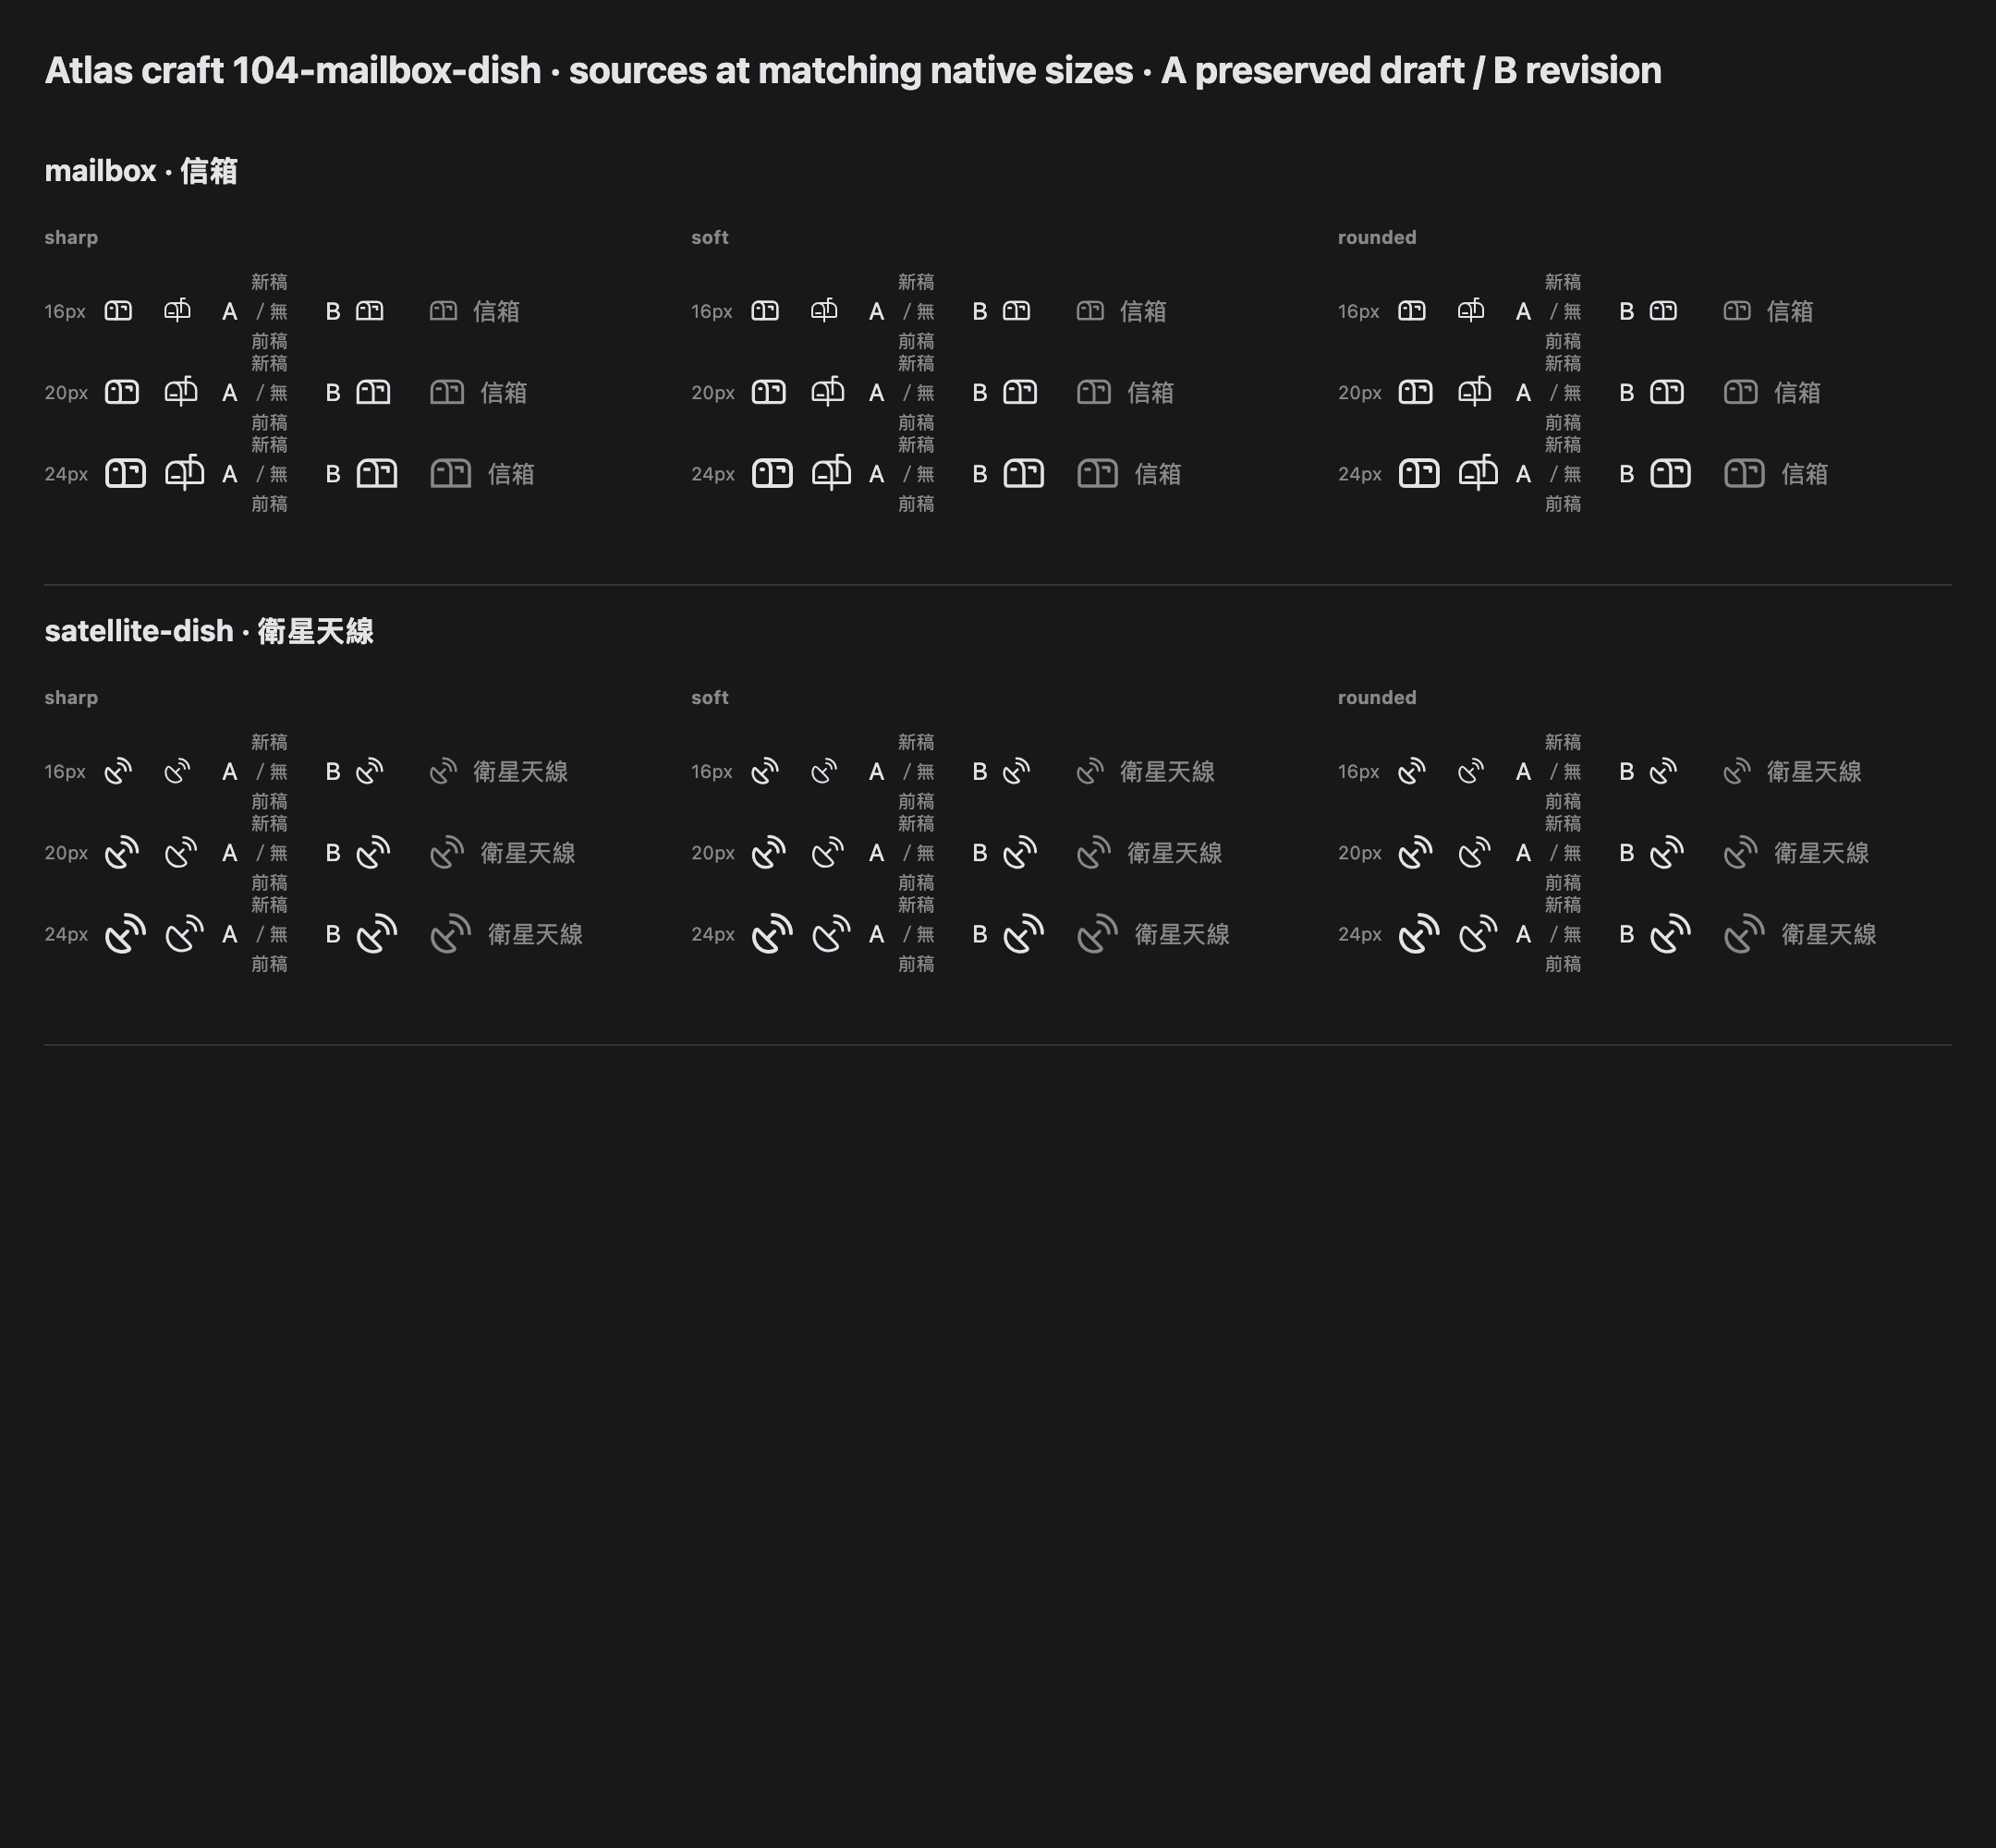 Atlas craft 104-mailbox-dish · sources at matching native sizes · A preserved draft / B revision
mailbox · 信箱
sharp
16px A 新稿 / 無 前稿 B 信箱
20px A 新稿 / 無 前稿 B 信箱
24px A 新稿 / 無 前稿 B 信箱
soft
16px A 新稿 / 無 前稿 B 信箱
20px A 新稿 / 無 前稿 B 信箱
24px A 新稿 / 無 前稿 B 信箱
rounded
16px A 新稿 / 無 前稿 B 信箱
20px A 新稿 / 無 前稿 B 信箱
24px A 新稿 / 無 前稿 B 信箱
satellite-dish · 衛星天線
sharp
16px A 新稿 / 無 前稿 B 衛星天線
20px A 新稿 / 無 前稿 B 衛星天線
24px A 新稿 / 無 前稿 B 衛星天線
soft
16px A 新稿 / 無 前稿 B 衛星天線
20px A 新稿 / 無 前稿 B 衛星天線
24px A 新稿 / 無 前稿 B 衛星天線
rounded
16px A 新稿 / 無 前稿 B 衛星天線
20px A 新稿 / 無 前稿 B 衛星天線
24px A 新稿 / 無 前稿 B 衛星天線